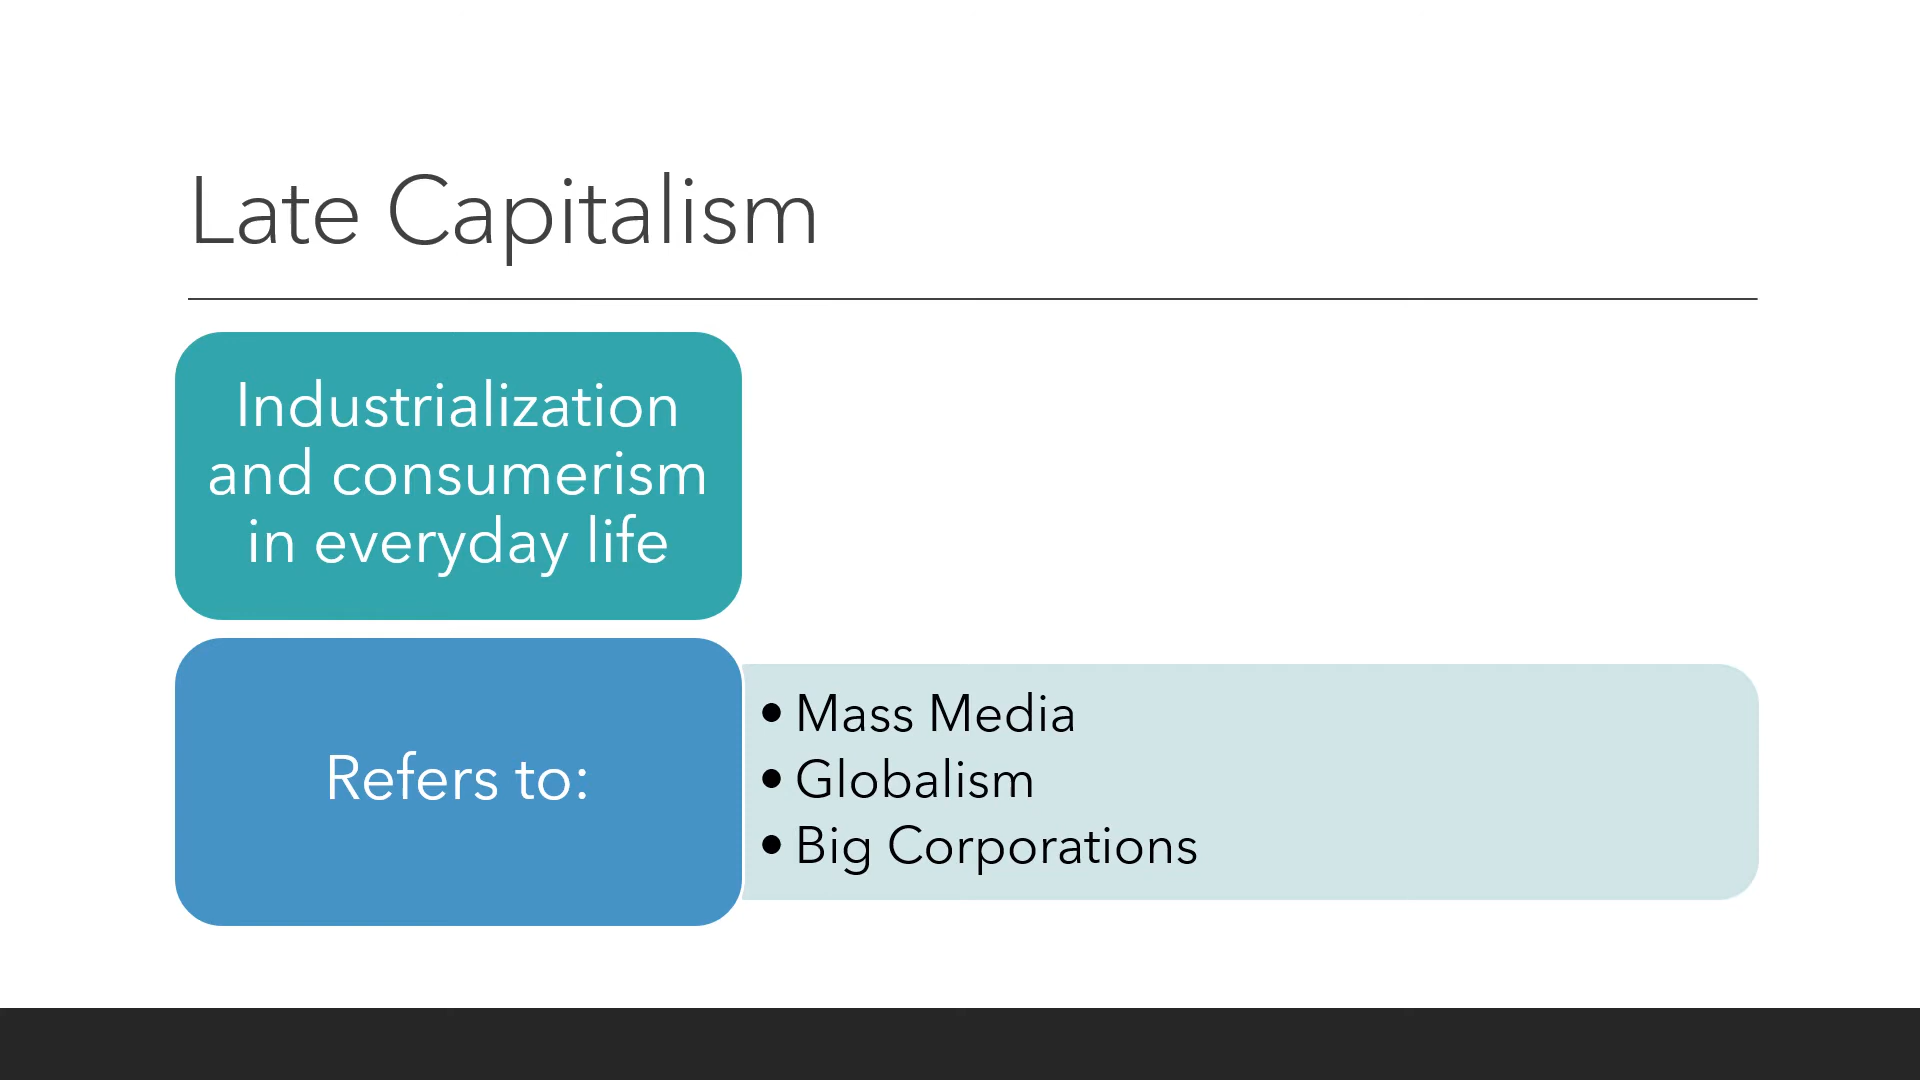 Late Capitalism
Industrialization
and consumerism
in everyday life
Refers to:
• Mass Media
• Globalism
• Big Corporations